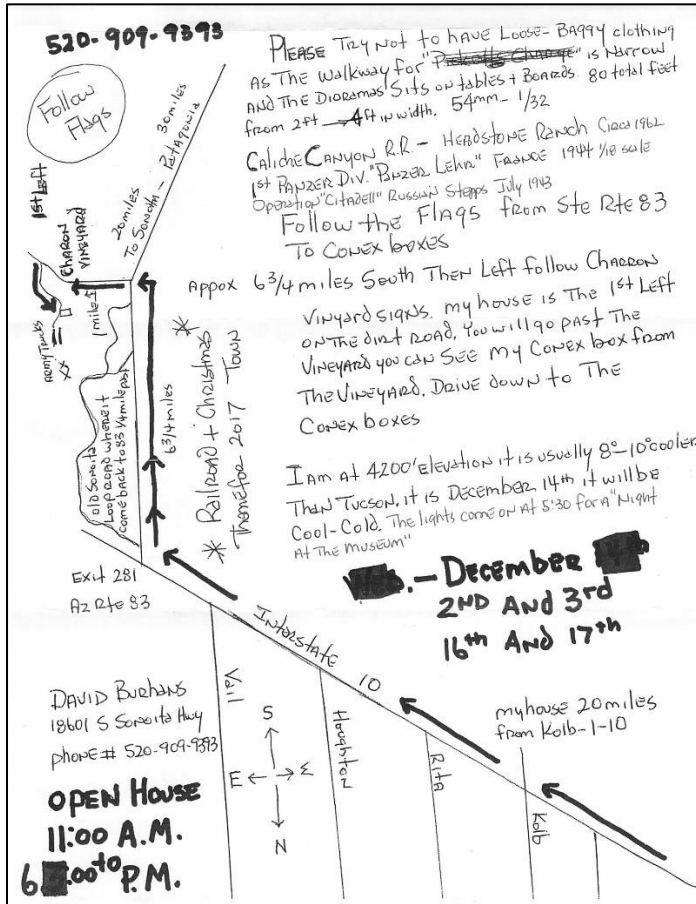 520-909-9393
PLEASE TRY NOT to HAVE LOOSE-BAGGY clothing
AS THE WALKWAY for "Picketts Charge" is NARROW
AND THE DIORAMAS SITS ON tABles + BOARDS. 80 total feet
from 2ft → 4ft IN width. 54mm - 1/32
CALICHE CANYON R.R. - HEADSTONE RANCH CIRCA 1962
1st PANZER DIV. "PANZER LEHR" FRANCE 1944 1/18 scale
OPERATION "CITADELL" RUSSIAN STEPPS JULY 1943
Follow the FLAGS from Ste Rte 83
TO CONEX boxes
Follow
Flags
1st Left
CHARON
VINEYARD
20 miles
TO SONOITA -
30 miles
PATAGONIA
1 mile
ARMY TRUCKS
XX
APPOX 6 3/4 miles South THEN Left follow CHARRON
VINYARD SIGNS. my house is THE 1st Left
ON THE dirt ROAD. You will go PAST THE
VINEYARD you CAN SEE MY CONEX box FROM
THE VINEYARD. DRIVE DOWN TO THE
CONEX boxes
6 3/4 miles
* RAILROAD + CHRISTMAS
* Theme for 2017 TOWN
Old SONOITA
LOOP ROAD WHERE it
COMEBACK to 83 1/4 mile
I AM AT 4200' ELEVATION it is usually 8°-10° cooler
THAN TUCSON. it is DECEMBER 14th it will be
Cool-Cold. The lights come ON At 5:30 for A "Night
At THE MUSEUM"
EXIT 281
AZ Rte 83
- DECEMBER
2ND AND 3rd
16th AND 17th
INTERSTATE 10
Vail
Houghton
Rita
Kolb
my house 20 miles
from Kolb-I-10
S
E
N
DAVID BURHANS
18601 S SONOITA Hwy
phone # 520-909-9393
OPEN HOUSE
11:00 A.M.
6:00 to P.M.